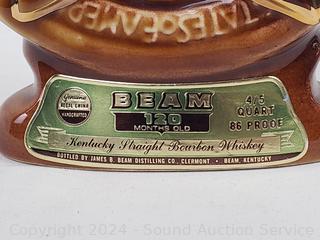 TATES of AMER
Genuine
REGAL CHINA
HANDCRAFTED
BEAM
120
MONTHS OLD
4/5
QUART
86 PROOF
Kentucky Straight Bourbon Whiskey
BOTTLED BY JAMES B. BEAM DISTILLING CO., CLERMONT • BEAM, KENTUCKY
Copyright © 2024 - Sound Auction Service